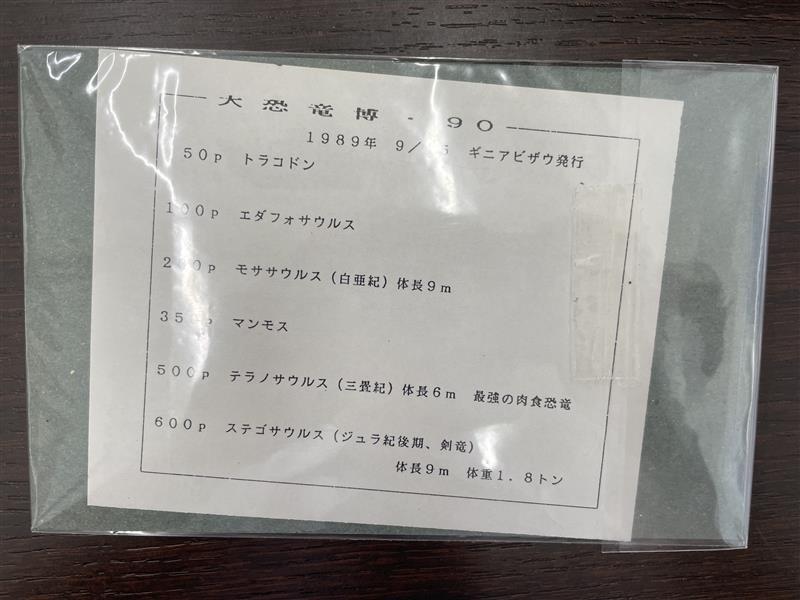 大恐竜博-90
1989年 9/ 5 ギニアビザウ発行
50P トラコドン
100P エダフォサウルス
200P モササウルス(白亜紀)体長9m
350P マンモス
500P テラノサウルス(三畳紀)体長6m 最強の肉食恐竜
600P ステゴサウルス(ジュラ紀後期、剣竜)
体長9m 体重1.8トン